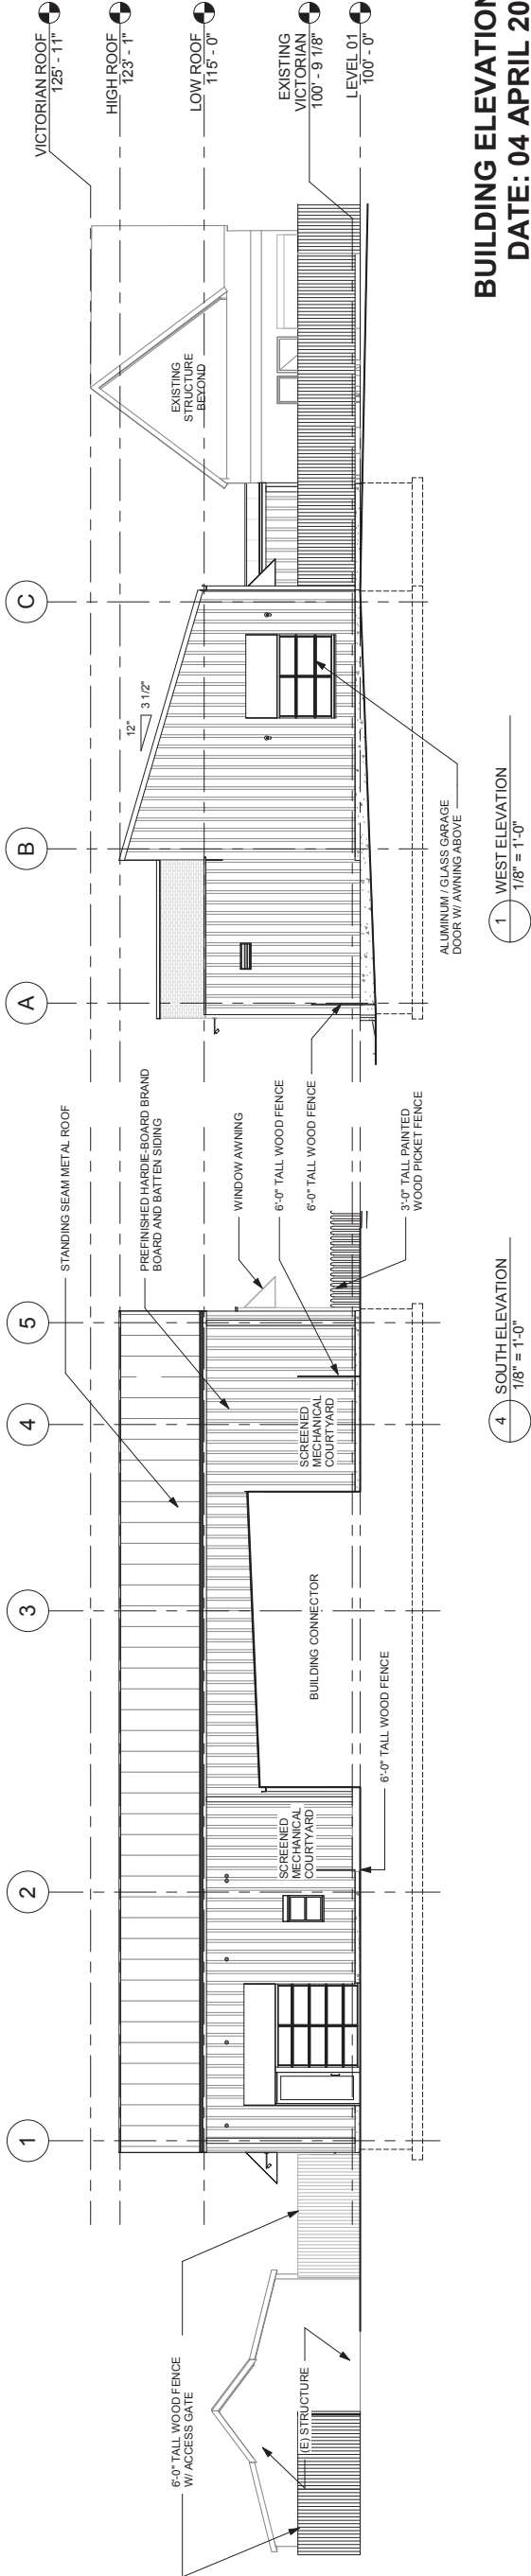 6'-0" TALL WOOD FENCE
W/ ACCESS GATE
(E) STRUCTURE
1
2
3
4
5
SCREENED
MECHANICAL
COURTYARD
6'-0" TALL WOOD FENCE
BUILDING CONNECTOR
SCREENED
MECHANICAL
COURTYARD
STANDING SEAM METAL ROOF
PREFINISHED HARDIE-BOARD BRAND
BOARD AND BATTEN SIDING
WINDOW AWNING
6'-0" TALL WOOD FENCE
6'-0" TALL WOOD FENCE
3'-0" TALL PAINTED
WOOD PICKET FENCE
4
SOUTH ELEVATION
1/8" = 1'-0"
A
B
C
12"
3 1/2"
ALUMINUM / GLASS GARAGE
DOOR W/ AWNING ABOVE
EXISTING
STRUCTURE
BEYOND
1
WEST ELEVATION
1/8" = 1'-0"
VICTORIAN ROOF
125' - 11"
HIGH ROOF
123' - 1"
LOW ROOF
115' - 0"
EXISTING
VICTORIAN
100' - 9 1/8"
LEVEL 01
100' - 0"
BUILDING ELEVATION
DATE: 04 APRIL 20